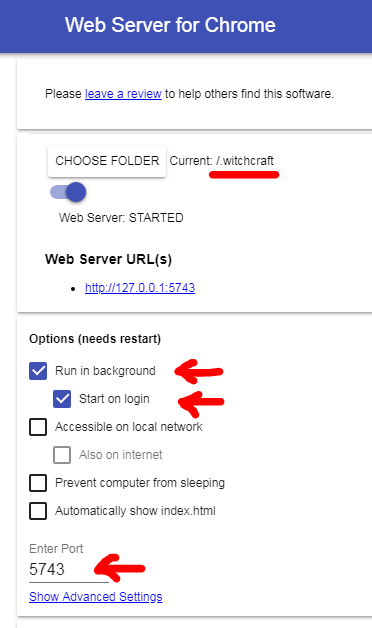 Web Server for Chrome
Please leave a review to help others find this software.
CHOOSE FOLDER Current: /.witchcraft
Web Server: STARTED
Web Server URL(s)
http://127.0.0.1:5743
Options (needs restart)
Run in background
Start on login
Accessible on local network
Also on internet
Prevent computer from sleeping
Automatically show index.html
Enter Port
5743
Show Advanced Settings